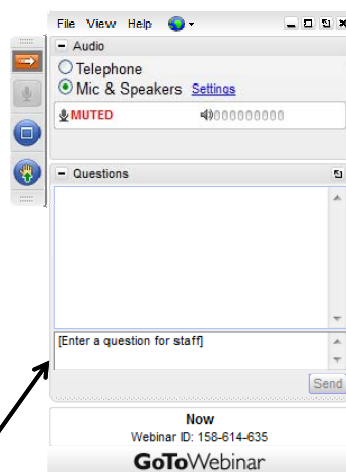 File View Help
Audio
Telephone
Mic & Speakers Settings
MUTED
Questions
[Enter a question for staff]
Send
Now
Webinar ID: 158-614-635
GoToWebinar